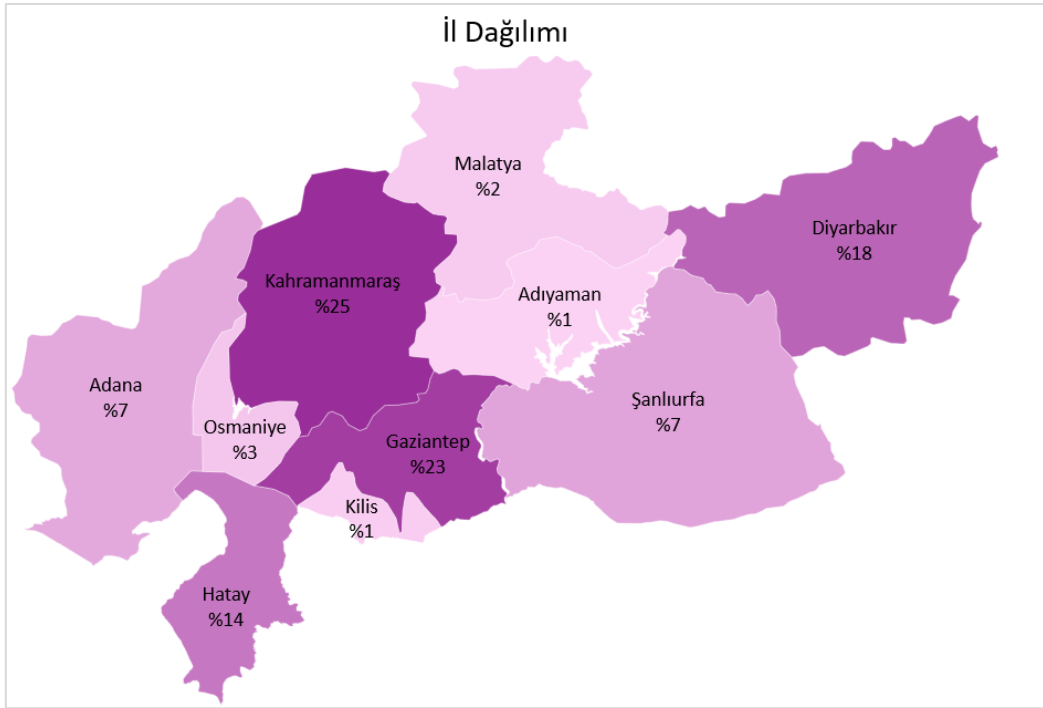 İl Dağılımı
Malatya
%2
Diyarbakır
%18
Kahramanmaraş
%25
Adıyaman
%1
Adana
%7
Şanlıurfa
%7
Osmaniye
%3
Gaziantep
%23
Kilis
%1
Hatay
%14